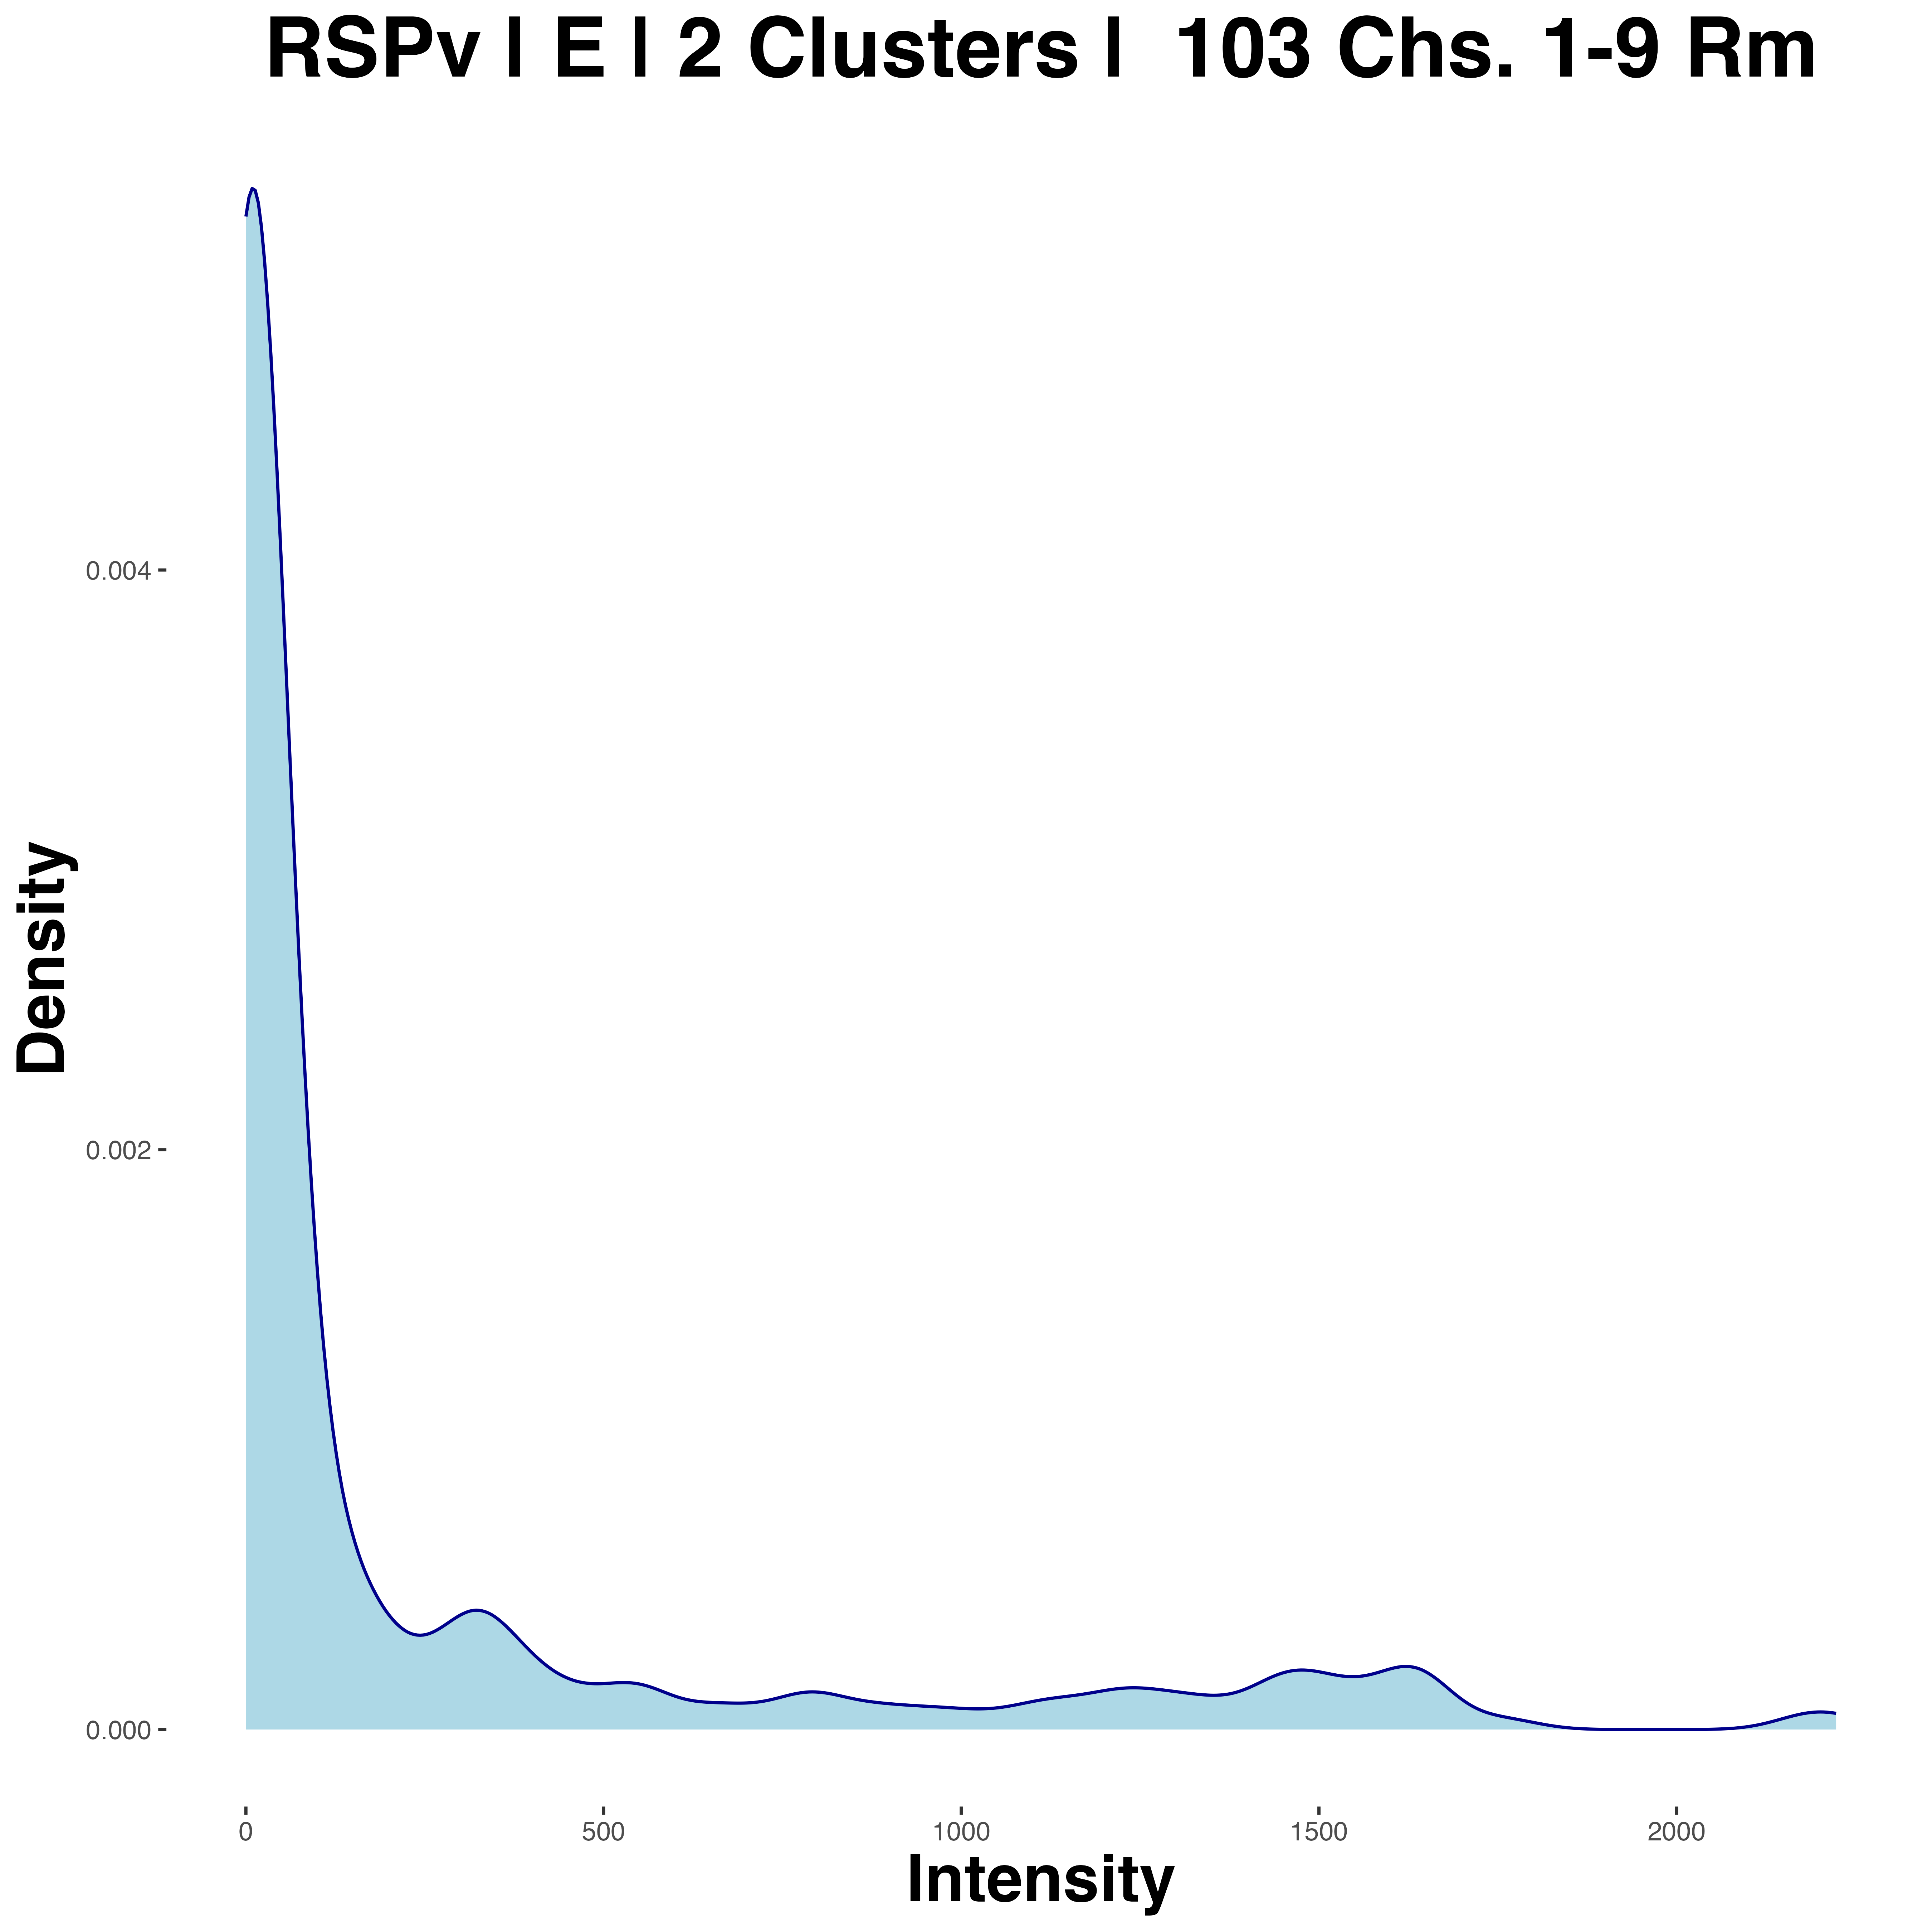 RSPv | E | 2 Clusters |  103 Chs. 1-9 Rm
Density
0.004
0.002
0.000
0 500 1000 1500 2000
Intensity